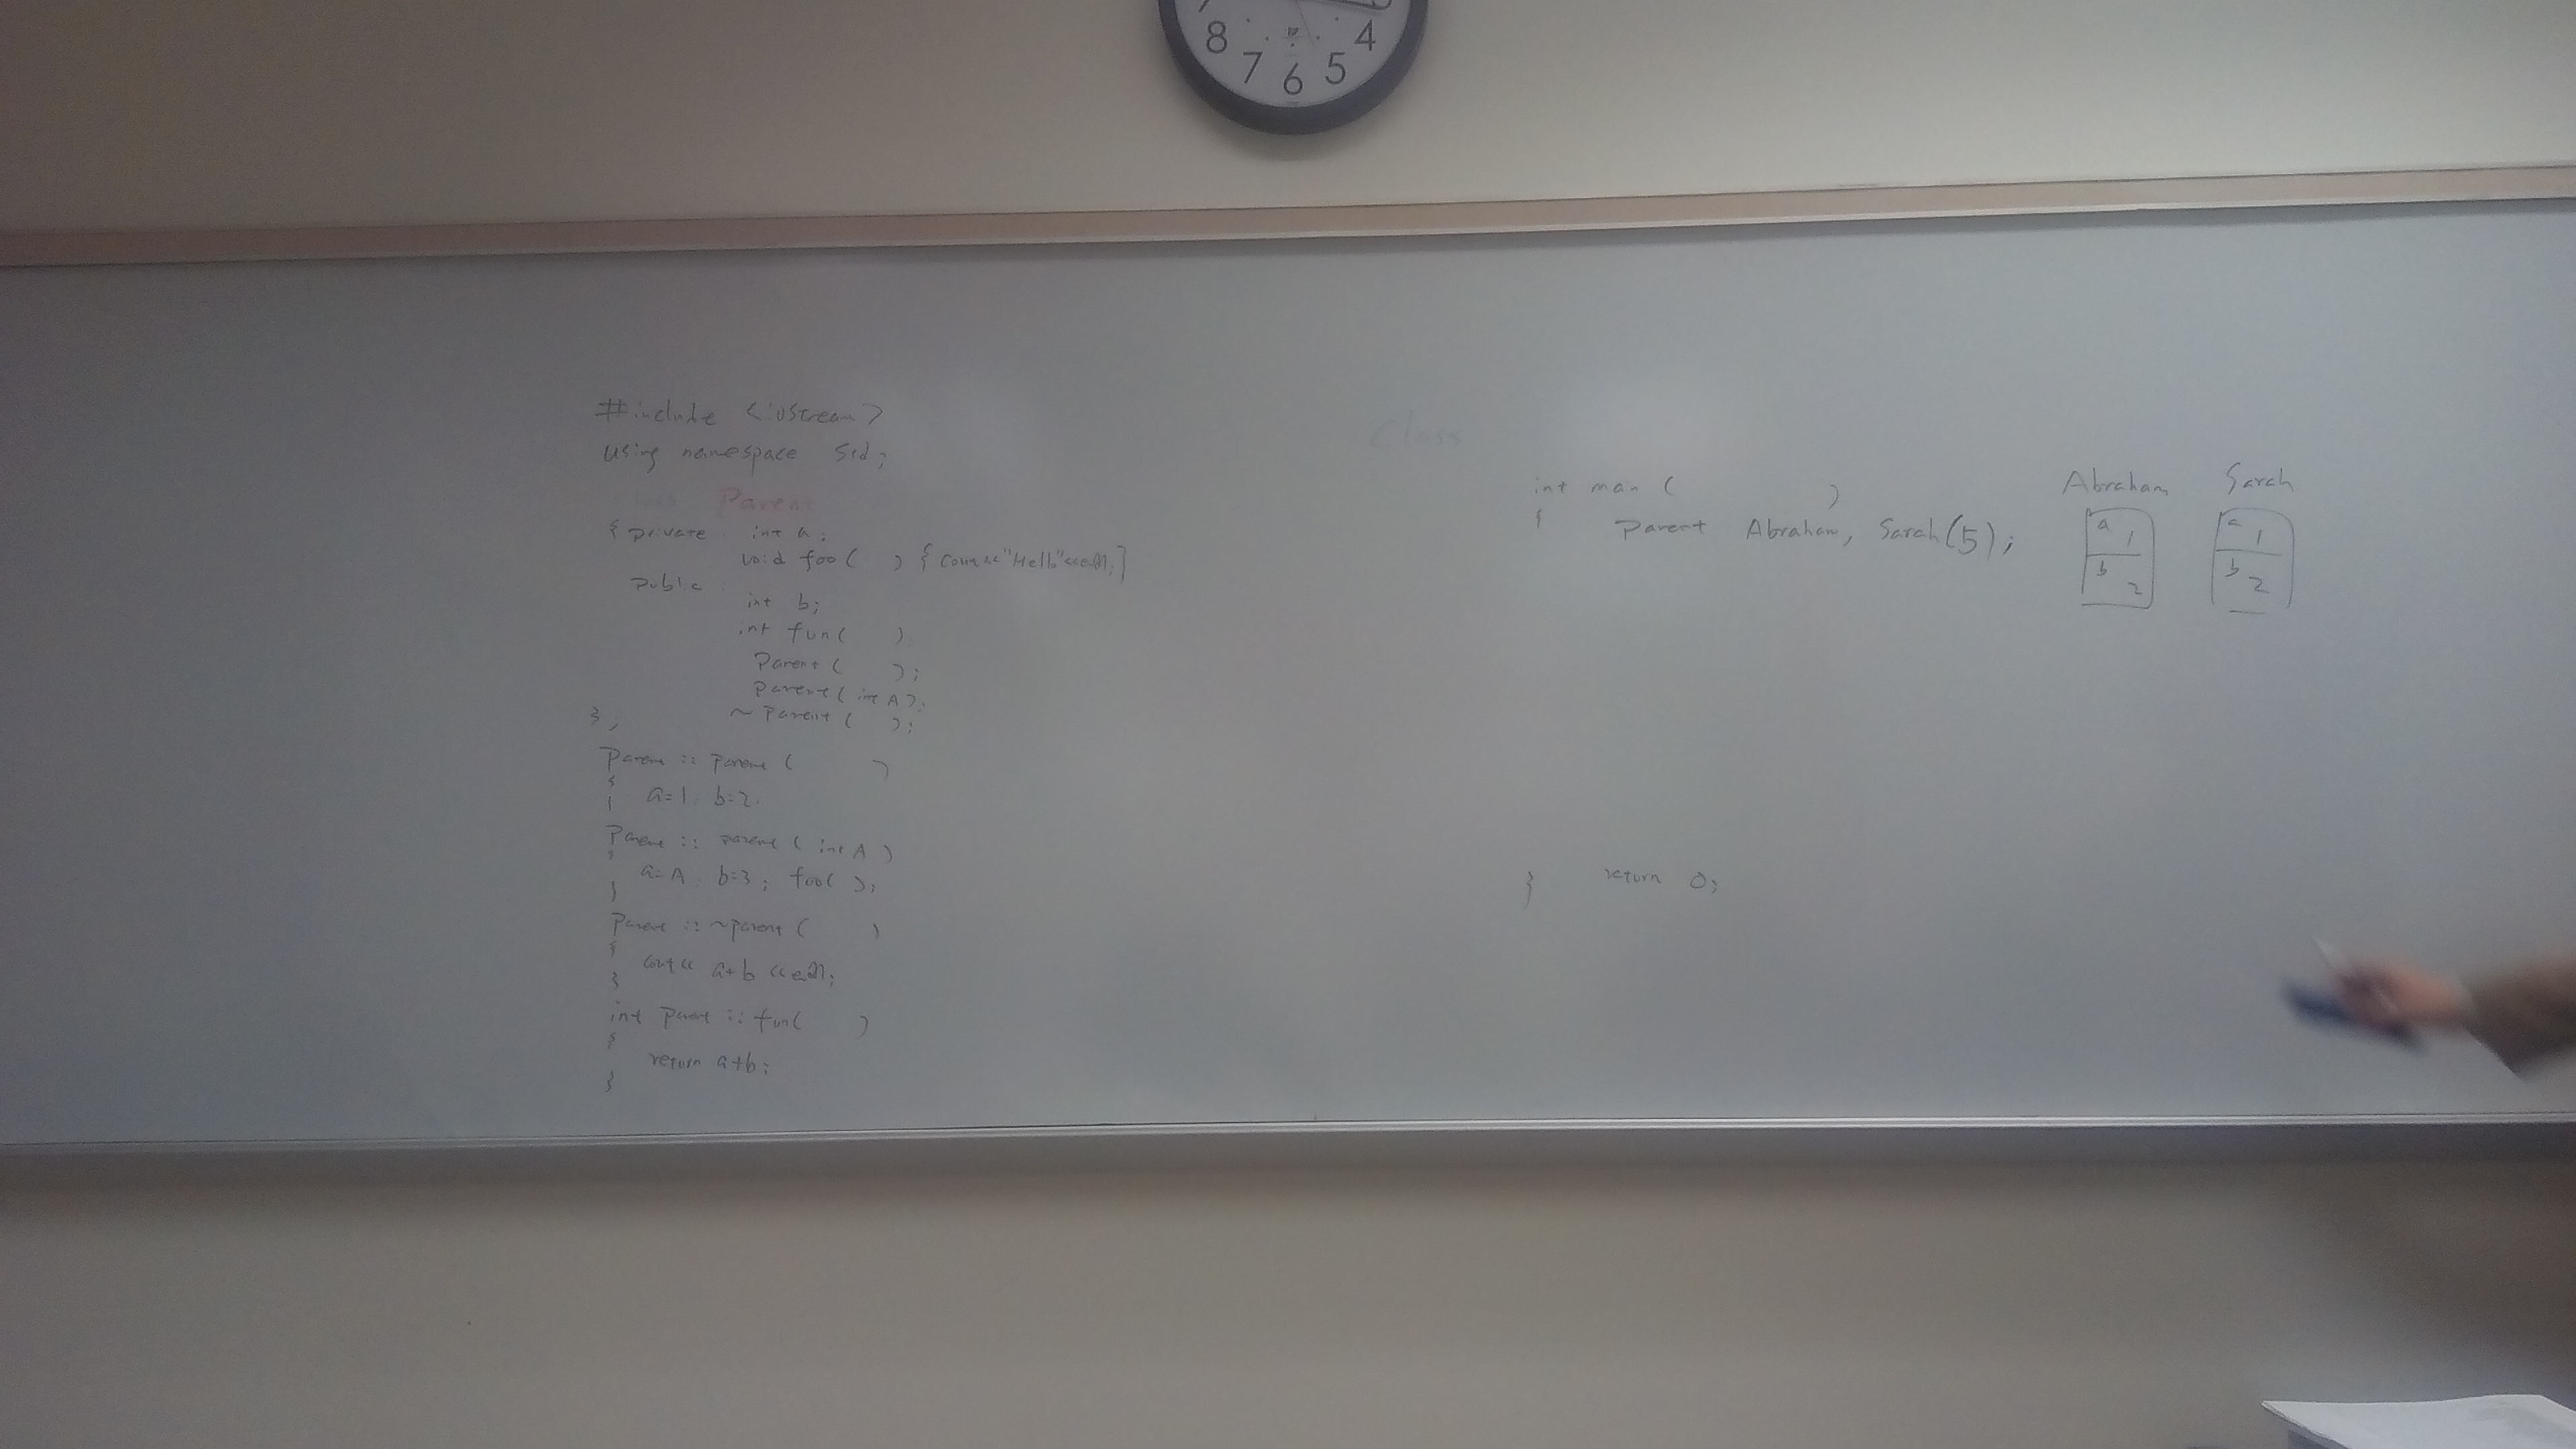 8 7 6 5 4
#include <iostream>
using namespace std;
class Parent
{ private: int a;
void foo( ) { cout<<"Hello"<<endl; }
public:
int b;
int fun( )
Parent( );
Parent( int A );
~Parent( );
};
Parent :: Parent ( )
{
a=1; b=2;
}
Parent :: Parent ( int A )
{
a=A; b=3; foo( );
}
Parent :: ~Parent ( )
{
cout<< a+b <<endl;
}
int Parent :: fun( )
{
return a+b;
}
Class
int main ( )
{ Parent Abraham, Sarah(5);
} return 0;
Abraham Sarah
a 1 a 1
b 2 b 2